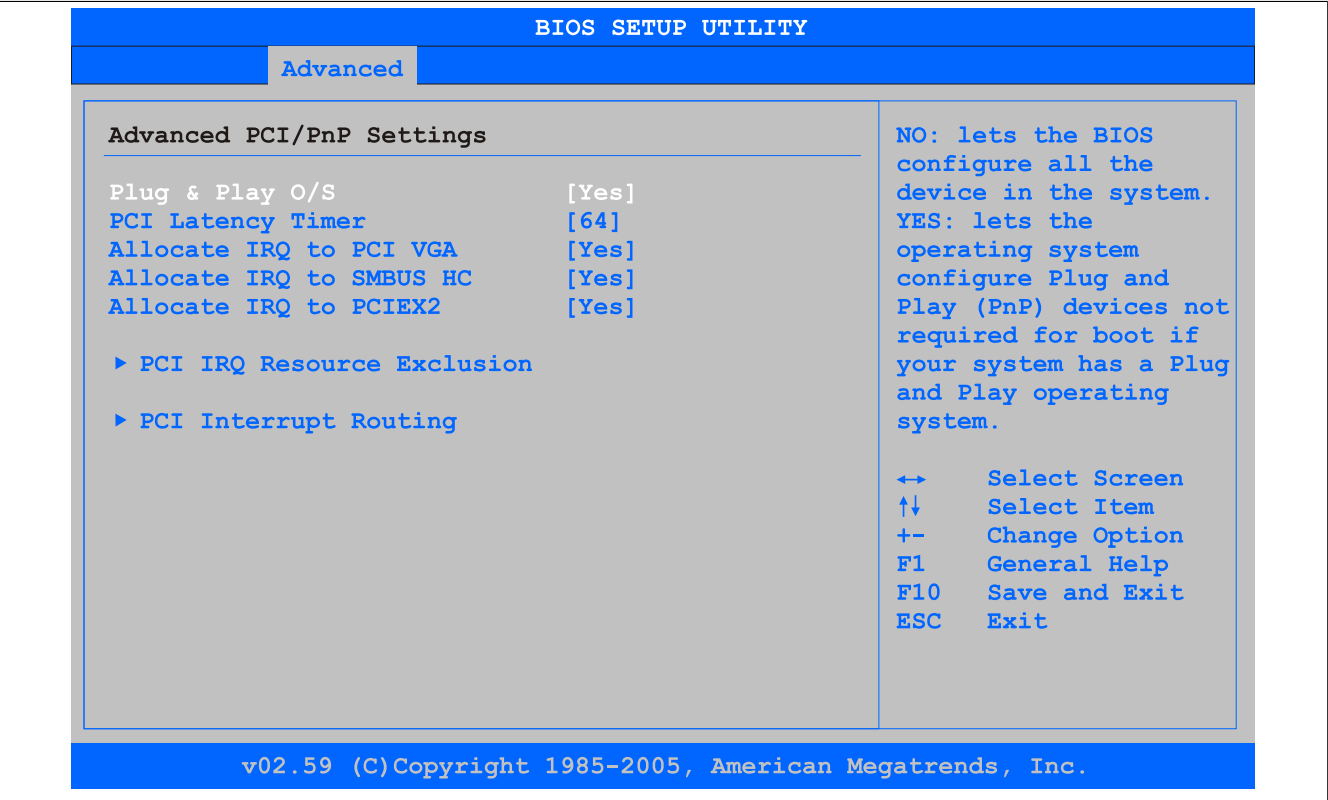 BIOS SETUP UTILITY
Advanced
Advanced PCI/PnP Settings
Plug & Play O/S [Yes]
PCI Latency Timer [64]
Allocate IRQ to PCI VGA [Yes]
Allocate IRQ to SMBUS HC [Yes]
Allocate IRQ to PCIEX2 [Yes]
PCI IRQ Resource Exclusion
PCI Interrupt Routing
NO: lets the BIOS
configure all the
device in the system.
YES: lets the
operating system
configure Plug and
Play (PnP) devices not
required for boot if
your system has a Plug
and Play operating
system.
Select Screen
Select Item
+- Change Option
F1 General Help
F10 Save and Exit
ESC Exit
v02.59 (C)Copyright 1985-2005, American Megatrends, Inc.